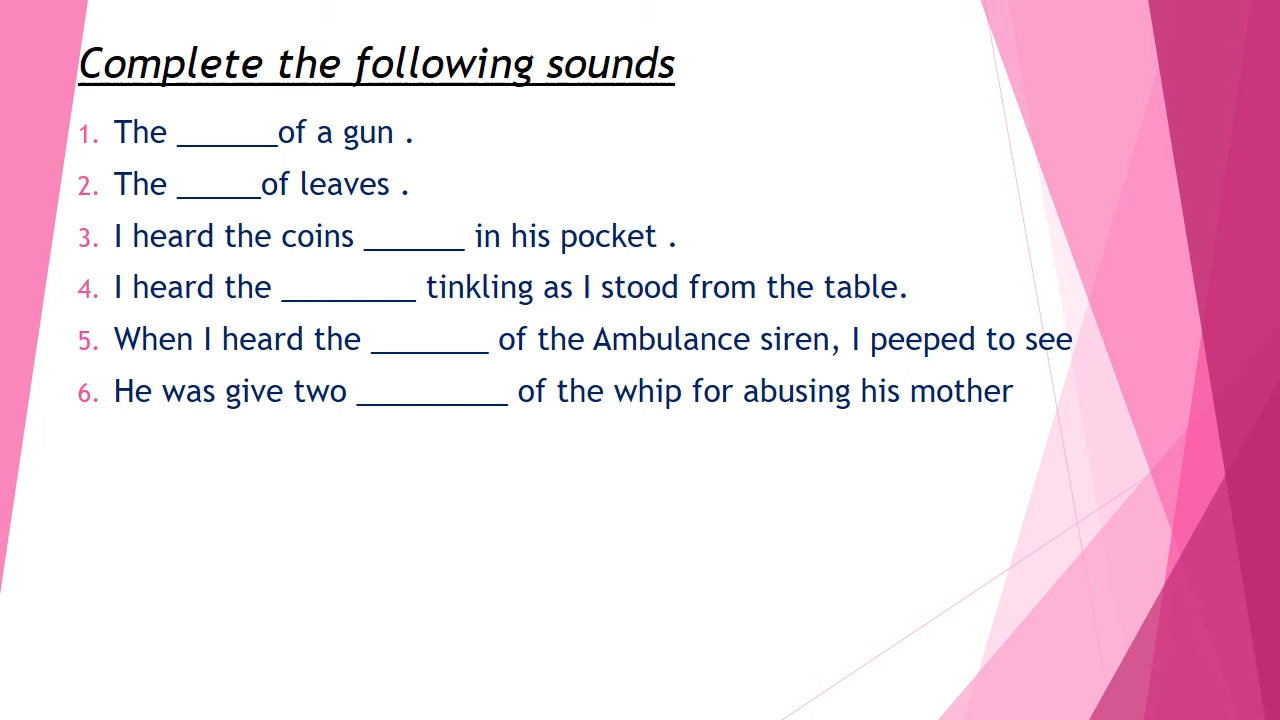 Complete the following sounds
1. The ______of a gun .
2. The _____of leaves .
3. I heard the coins ______ in his pocket .
4. I heard the ________ tinkling as I stood from the table.
5. When I heard the _______ of the Ambulance siren, I peeped to see
6. He was give two _________ of the whip for abusing his mother